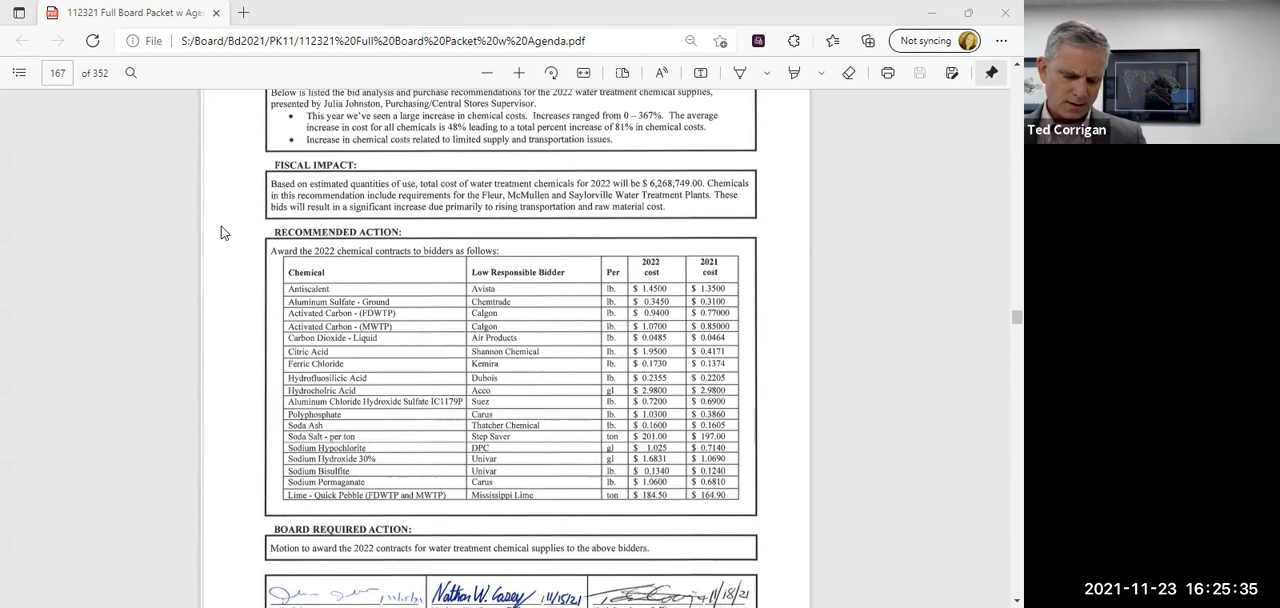 112321 Full Board Packet w Age
File
S:/Board/Bd2021/PK11/112321%20Full%20Board%20Packet%20w%20Agenda.pdf
Not syncing
167 of 352
Below is listed the bid analysis and purchase recommendations for the 2022 water treatment chemical supplies,
presented by Julia Johnston, Purchasing/Central Stores Supervisor.
• This year we've seen a large increase in chemical costs. Increases ranged from 0 – 367%. The average
increase in cost for all chemicals is 48% leading to a total percent increase of 81% in chemical costs.
• Increase in chemical costs related to limited supply and transportation issues.
FISCAL IMPACT:
Based on estimated quantities of use, total cost of water treatment chemicals for 2022 will be $ 6,268,749.00. Chemicals
in this recommendation include requirements for the Fleur, McMullen and Saylorville Water Treatment Plants. These
bids will result in a significant increase due primarily to rising transportation and raw material cost.
RECOMMENDED ACTION:
Award the 2022 chemical contracts to bidders as follows:
Chemical Low Responsible Bidder Per 2022 cost 2021 cost
Antiscalent Avista lb. $ 1.4500 $ 1.3500
Aluminum Sulfate - Ground Chemtrade lb. $ 0.3450 $ 0.3100
Activated Carbon - (FDWTP) Calgon lb. $ 0.9400 $ 0.77000
Activated Carbon - (MWTP) Calgon lb. $ 1.0700 $ 0.85000
Carbon Dioxide - Liquid Air Products lb. $ 0.0485 $ 0.0464
Citric Acid Shannon Chemical lb. $ 1.9500 $ 0.4171
Ferric Chloride Kemira lb. $ 0.1730 $ 0.1374
Hydrofluosilicic Acid Dubois lb. $ 0.2355 $ 0.2205
Hydrocholric Acid Acco gl $ 2.9800 $ 2.9800
Aluminum Chloride Hydroxide Sulfate IC1179P Suez lb. $ 0.7200 $ 0.6900
Polyphosphate Carus lb. $ 1.0300 $ 0.3860
Soda Ash Thatcher Chemical lb. $ 0.1600 $ 0.1605
Soda Salt - per ton Step Saver ton $ 201.00 $ 197.00
Sodium Hypochlorite DPC gl $ 1.025 $ 0.7140
Sodium Hydroxide 30% Univar gl $ 1.6831 $ 1.0690
Sodium Bisulfite Univar lb. $ 0.1340 $ 0.1240
Sodium Permaganate Carus lb. $ 1.0600 $ 0.6810
Lime - Quick Pebble (FDWTP and MWTP) Mississippi Lime ton $ 184.50 $ 164.90
BOARD REQUIRED ACTION:
Motion to award the 2022 contracts for water treatment chemical supplies to the above bidders.
Nathan W. Casey 11/15/21
11/18/21
Ted Corrigan
2021-11-23 16:25:35